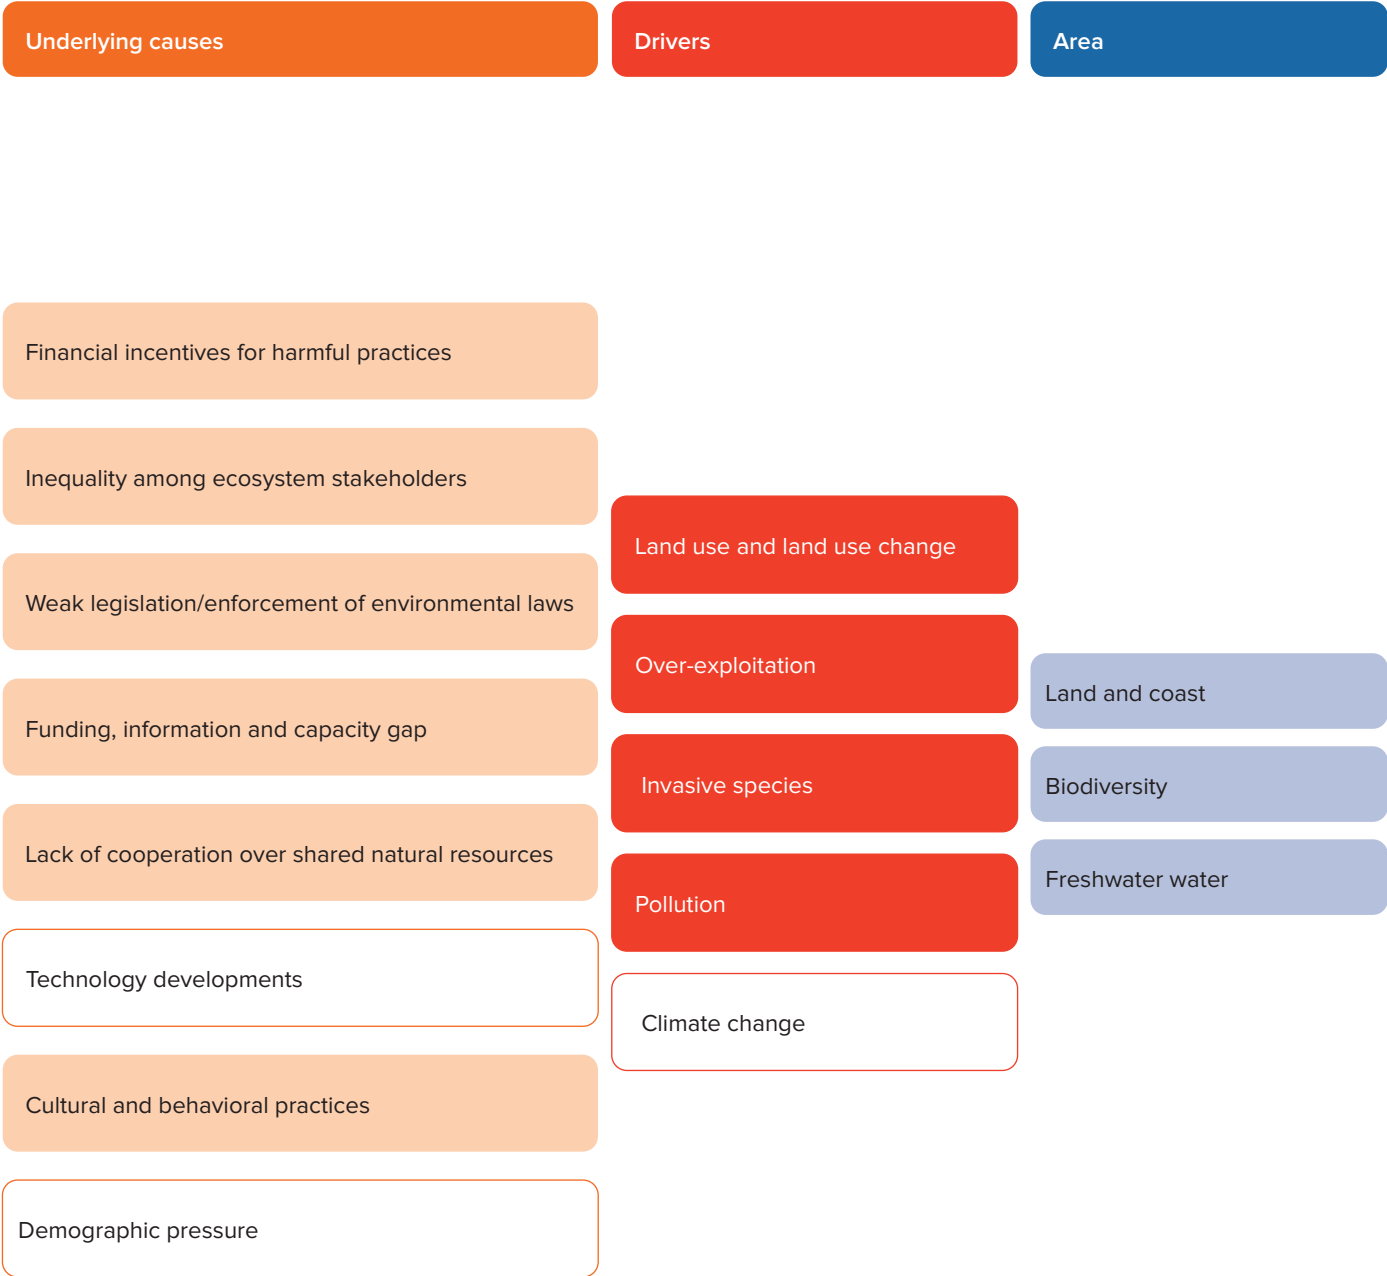 Underlying causes
Drivers
Area
Financial incentives for harmful practices
Inequality among ecosystem stakeholders
Weak legislation/enforcement of environmental laws
Funding, information and capacity gap
Lack of cooperation over shared natural resources
Technology developments
Cultural and behavioral practices
Demographic pressure
Land use and land use change
Over-exploitation
Invasive species
Pollution
Climate change
Land and coast
Biodiversity
Freshwater water